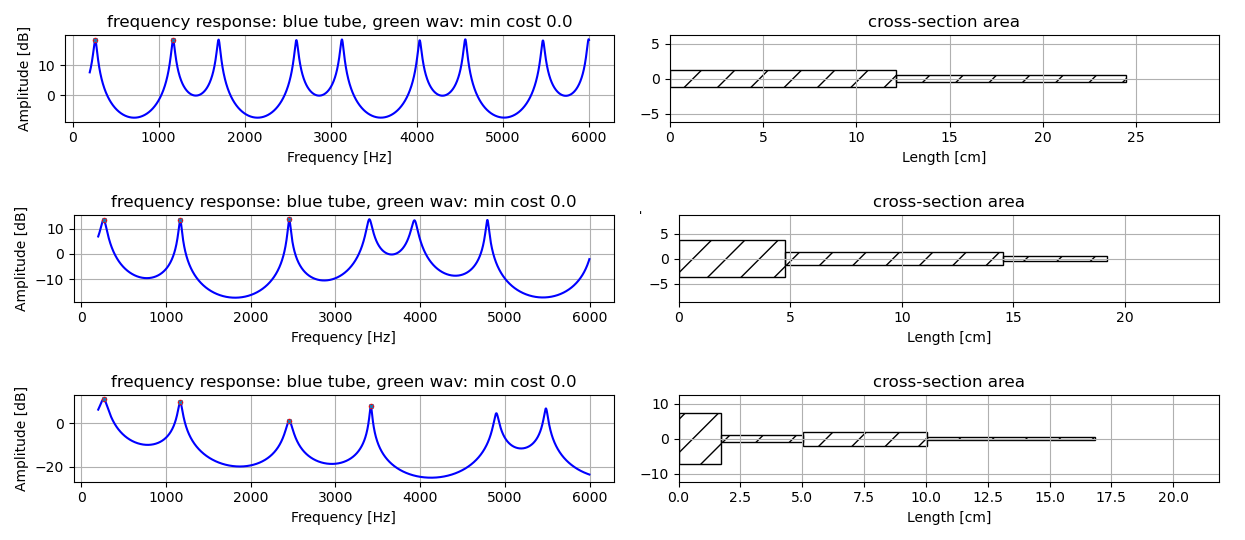 frequency response: blue tube, green wav: min cost 0.0
Amplitude [dB]
10
0
0 1000 2000 3000 4000 5000 6000
Frequency [Hz]
cross-section area
5
0
−5
0 5 10 15 20 25
Length [cm]
frequency response: blue tube, green wav: min cost 0.0
Amplitude [dB]
10
0
−10
0 1000 2000 3000 4000 5000 6000
Frequency [Hz]
cross-section area
5
0
−5
0 5 10 15 20
Length [cm]
frequency response: blue tube, green wav: min cost 0.0
Amplitude [dB]
0
−20
0 1000 2000 3000 4000 5000 6000
Frequency [Hz]
cross-section area
10
0
−10
0.0 2.5 5.0 7.5 10.0 12.5 15.0 17.5 20.0
Length [cm]